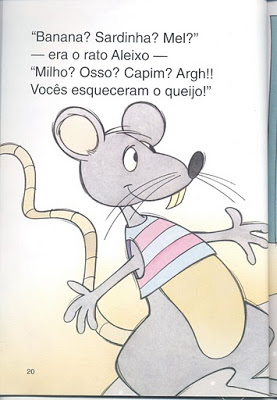 “Banana? Sardinha? Mel?”
— era o rato Aleixo —
“Milho? Osso? Capim? Argh!!
Vocês esqueceram o queijo!”
20